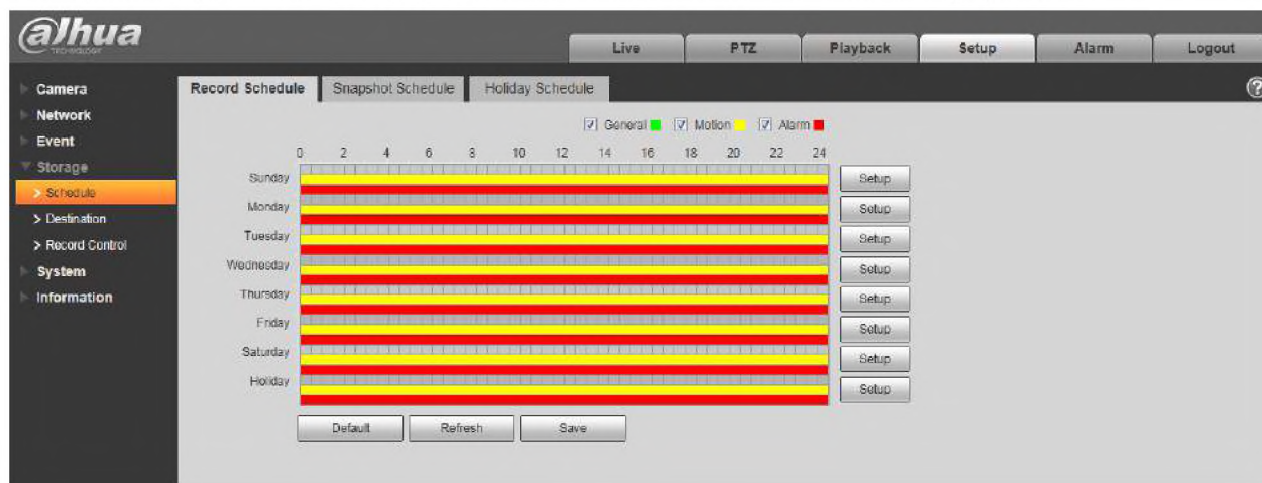 alhua
TECHNOLOGY
Live PTZ Playback Setup Alarm Logout
Camera
Network
Event
Storage
> Schedule
> Destination
> Record Control
System
Information
Record Schedule Snapshot Schedule Holiday Schedule
General Motion Alarm
0 2 4 6 8 10 12 14 16 18 20 22 24
Sunday Setup
Monday Setup
Tuesday Setup
Wednesday Setup
Thursday Setup
Friday Setup
Saturday Setup
Holiday Setup
Default Refresh Save